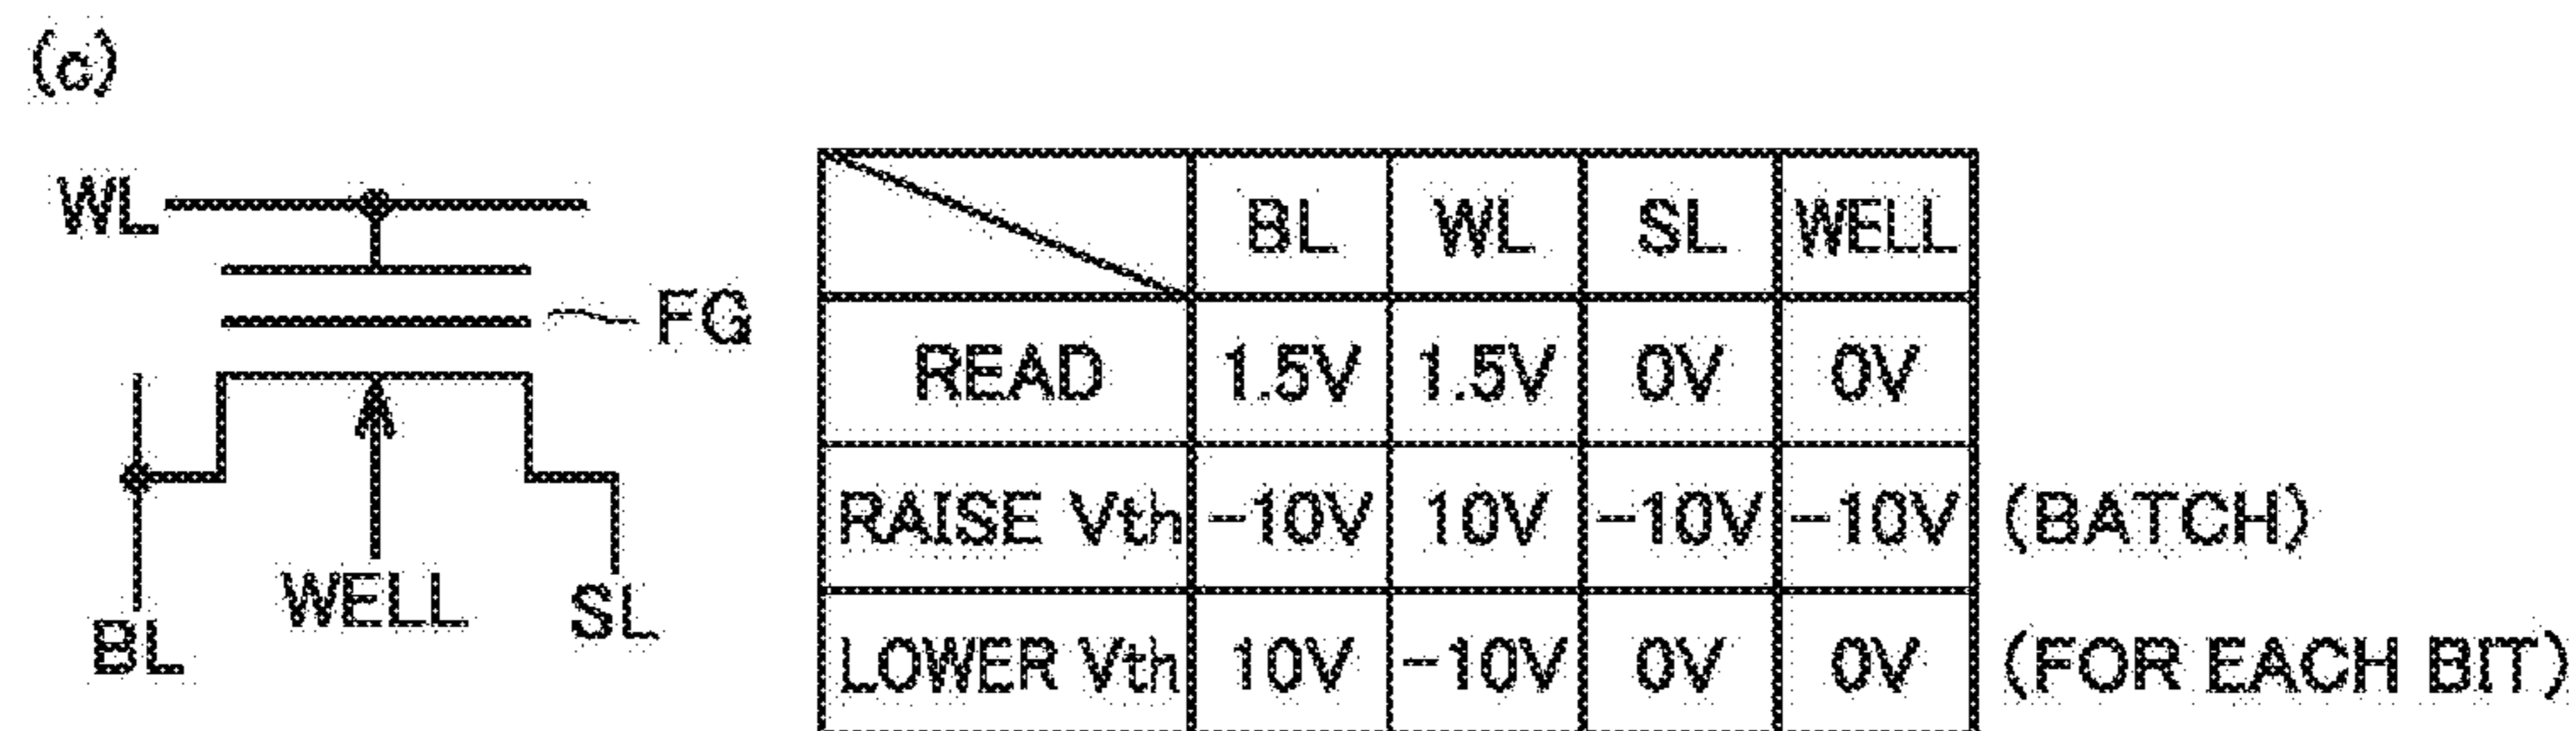 (c)
WL
FG
BL
WELL
SL
BL WL SL WELL
READ 1.5V 1.5V 0V 0V
RAISE Vth -10V 10V -10V -10V (BATCH)
LOWER Vth 10V -10V 0V 0V (FOR EACH BIT)